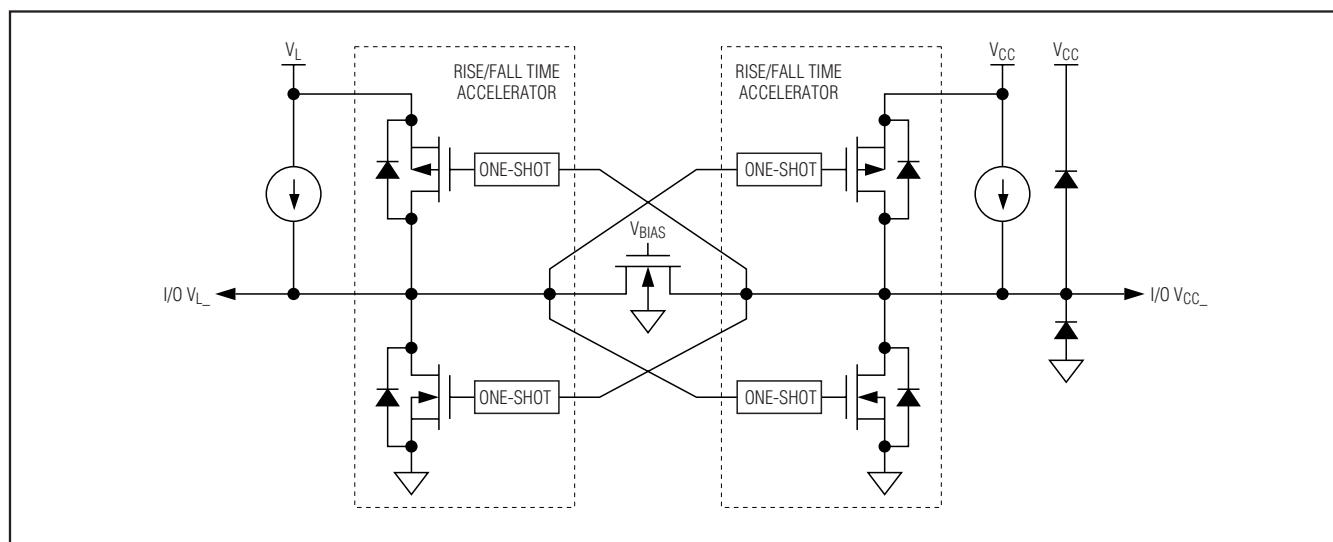 VL
RISE/FALL TIME
ACCELERATOR
RISE/FALL TIME
ACCELERATOR
VCC
VCC
ONE-SHOT
ONE-SHOT
VBIAS
I/O VL_
I/O VCC_
ONE-SHOT
ONE-SHOT